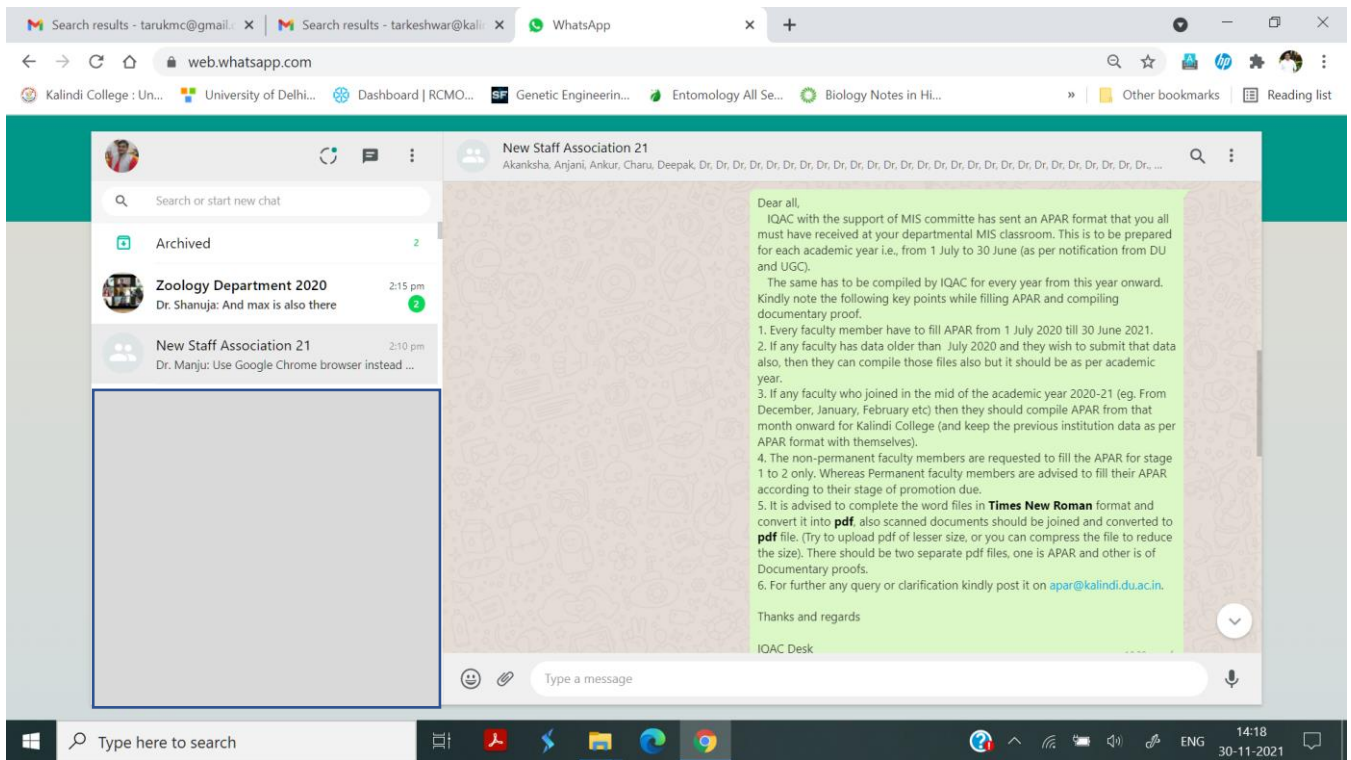 Search results - tarukmc@gmail.c
Search results - tarkeshwar@kali
WhatsApp
web.whatsapp.com
Kalindi College : Un...
University of Delhi...
Dashboard | RCMO...
SF
Genetic Engineerin...
Entomology All Se...
Biology Notes in Hi...
»
Other bookmarks
Reading list
New Staff Association 21
Akanksha, Anjani, Ankur, Charu, Deepak, Dr, Dr, Dr, Dr, Dr, Dr, Dr, Dr, Dr, Dr, Dr, Dr, Dr, Dr, Dr, Dr, Dr, Dr, Dr, Dr, Dr, Dr, Dr, Dr, Dr, Dr., ...
Search or start new chat
Archived 2
Zoology Department 2020 2:15 pm
Dr. Shanuja: And max is also there 2
New Staff Association 21 2:10 pm
Dr. Manju: Use Google Chrome browser instead ...
Dear all,
IQAC with the support of MIS committe has sent an APAR format that you all
must have received at your departmental MIS classroom. This is to be prepared
for each academic year i.e., from 1 July to 30 June (as per notification from DU
and UGC).
The same has to be compiled by IQAC for every year from this year onward.
Kindly note the following key points while filling APAR and compiling
documentary proof.
1. Every faculty member have to fill APAR from 1 July 2020 till 30 June 2021.
2. If any faculty has data older than July 2020 and they wish to submit that data
also, then they can compile those files also but it should be as per academic
year.
3. If any faculty who joined in the mid of the academic year 2020-21 (eg. From
December, January, February etc) then they should compile APAR from that
month onward for Kalindi College (and keep the previous institution data as per
APAR format with themselves).
4. The non-permanent faculty members are requested to fill the APAR for stage
1 to 2 only. Whereas Permanent faculty members are advised to fill their APAR
according to their stage of promotion due.
5. It is advised to complete the word files in Times New Roman format and
convert it into pdf, also scanned documents should be joined and converted to
pdf file. (Try to upload pdf of lesser size, or you can compress the file to reduce
the size). There should be two separate pdf files, one is APAR and other is of
Documentary proofs.
6. For further any query or clarification kindly post it on apar@kalindi.du.ac.in.
Thanks and regards
IQAC Desk
Type a message
Type here to search
ENG
14:18
30-11-2021